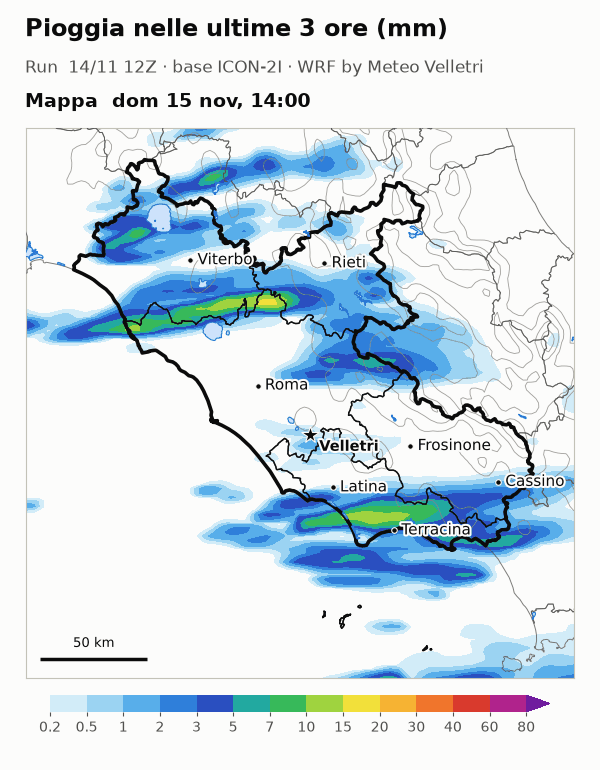 Pioggia nelle ultime 3 ore (mm)
Run 14/11 12Z · base ICON-2I · WRF by Meteo Velletri
Mappa dom 15 nov, 14:00
Viterbo
Rieti
Roma
Velletri
Frosinone
Latina
Cassino
Terracina
50 km
0.2 0.5 1 2 3 5 7 10 15 20 30 40 60 80